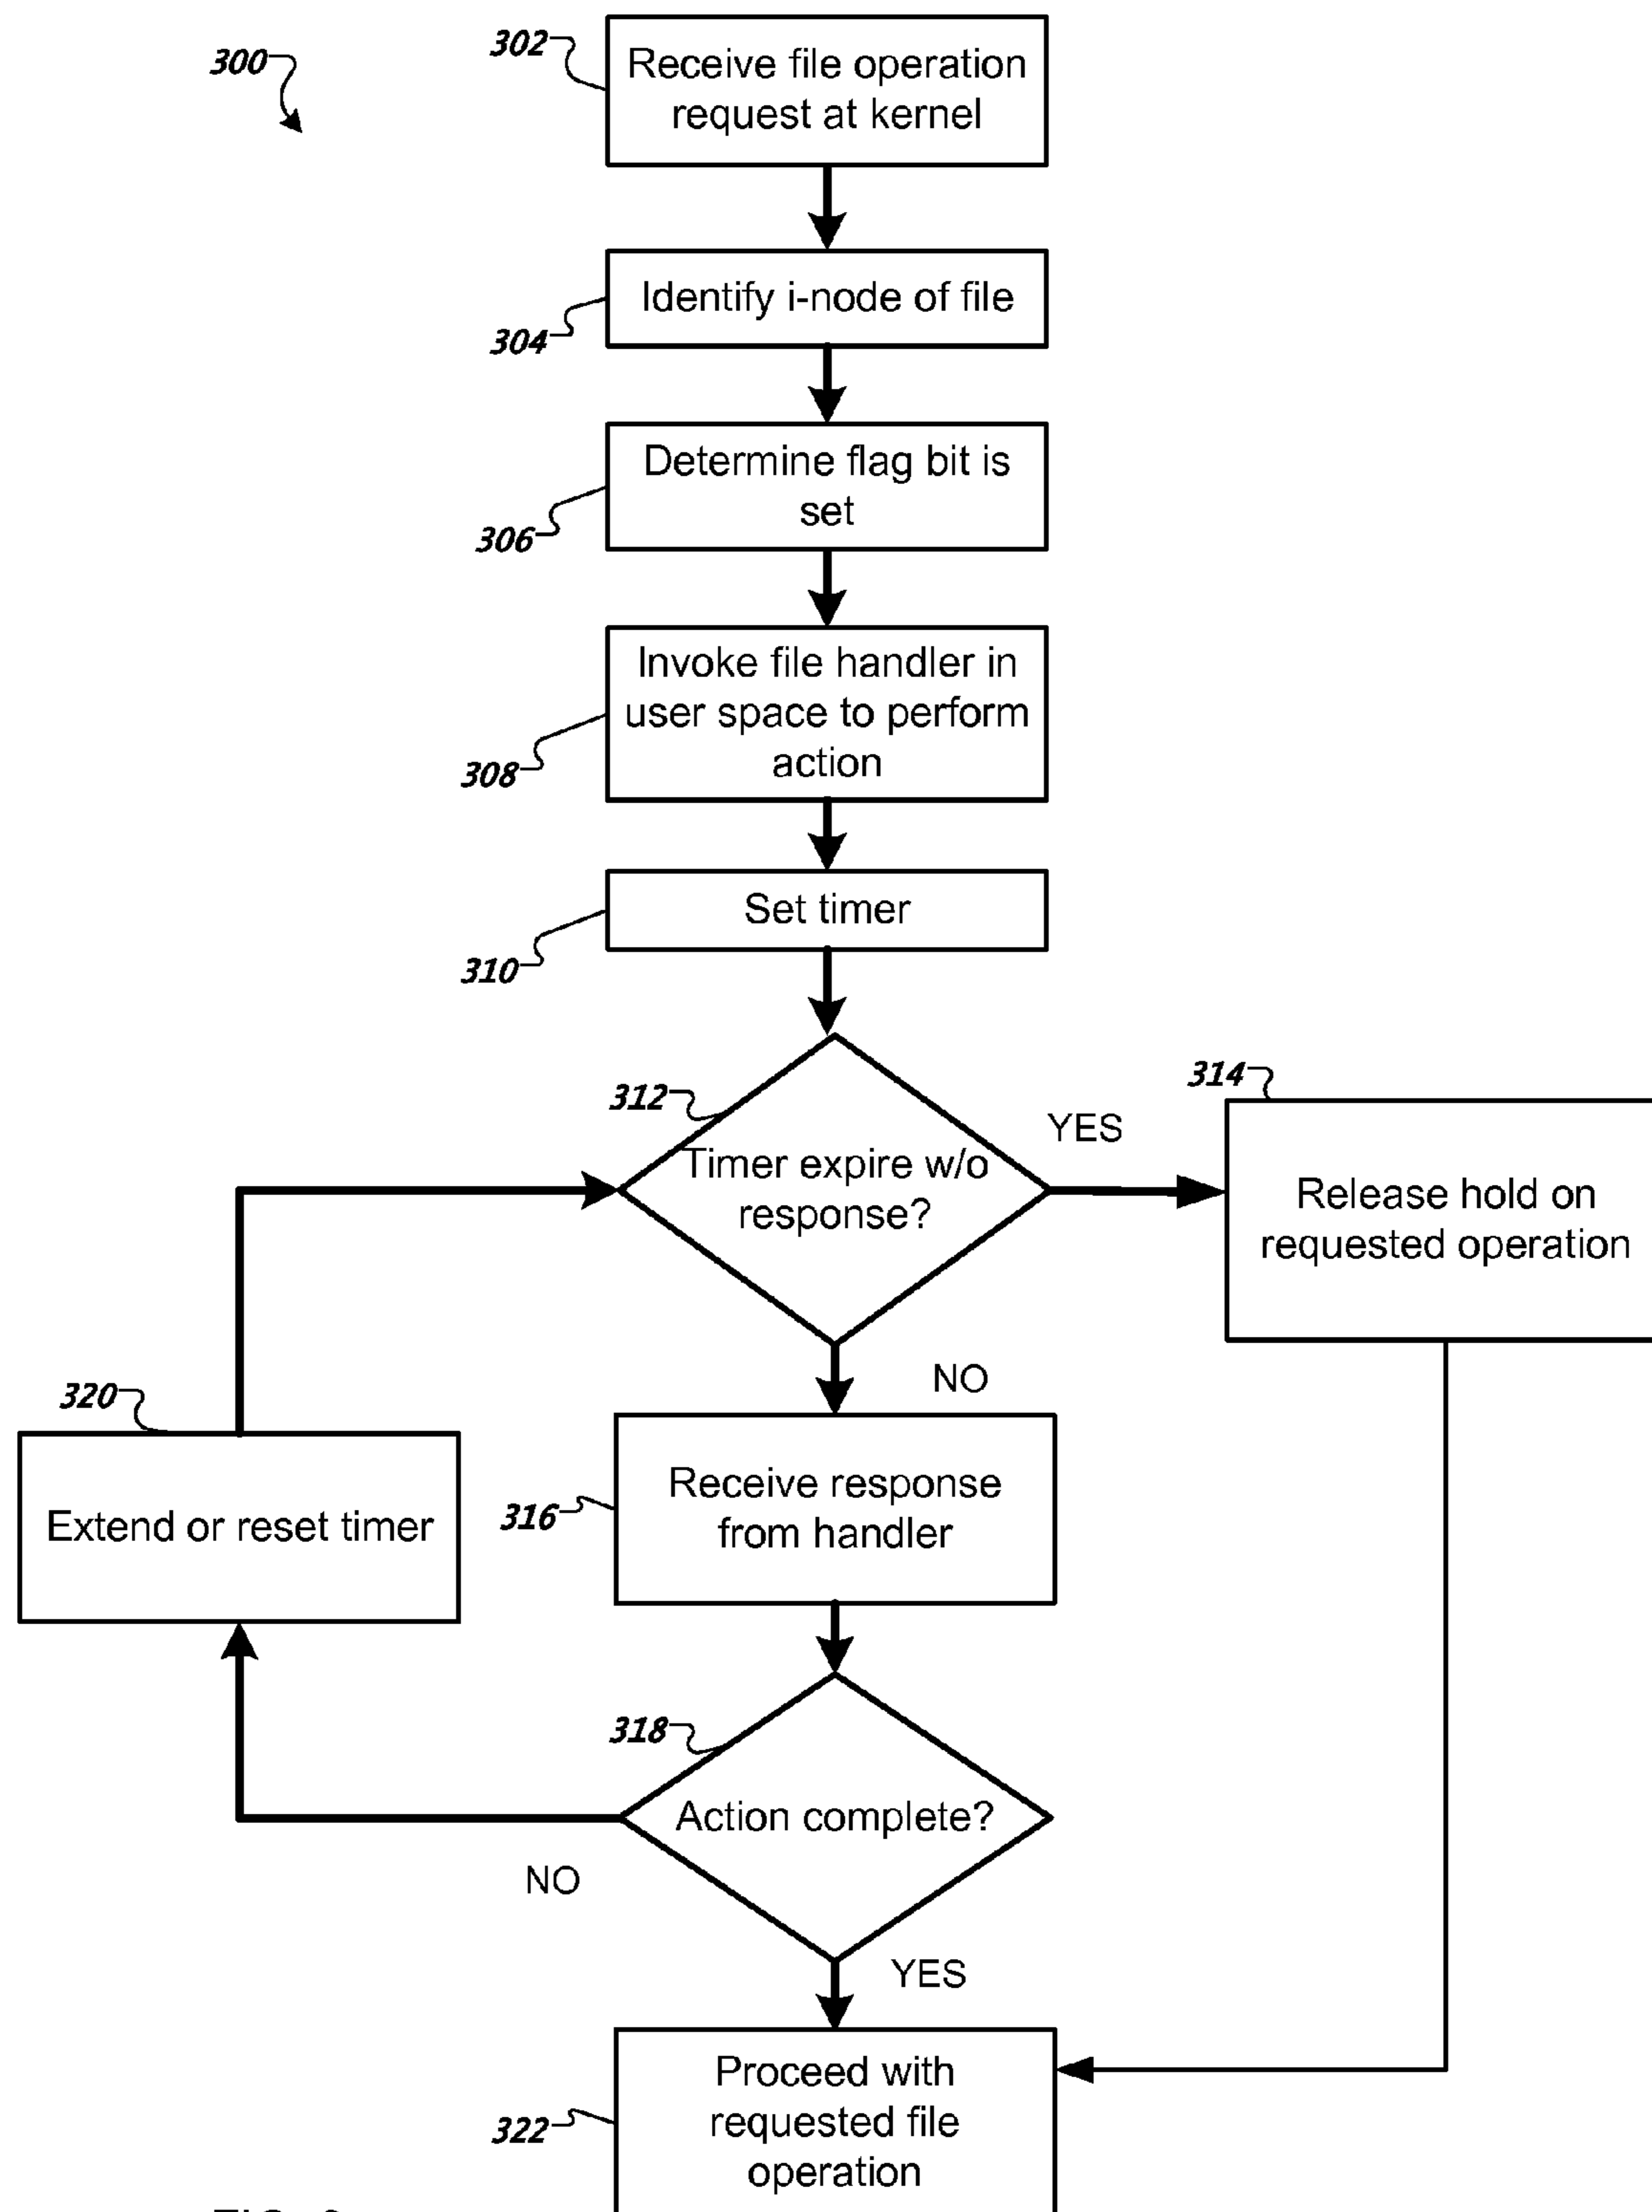 300
302
Receive file operation
request at kernel
304
Identify i-node of file
306
Determine flag bit is
set
308
Invoke file handler in
user space to perform
action
310
Set timer
312
Timer expire w/o
response?
YES
314
Release hold on
requested operation
NO
320
Extend or reset timer
316
Receive response
from handler
318
Action complete?
NO
YES
322
Proceed with
requested file
operation